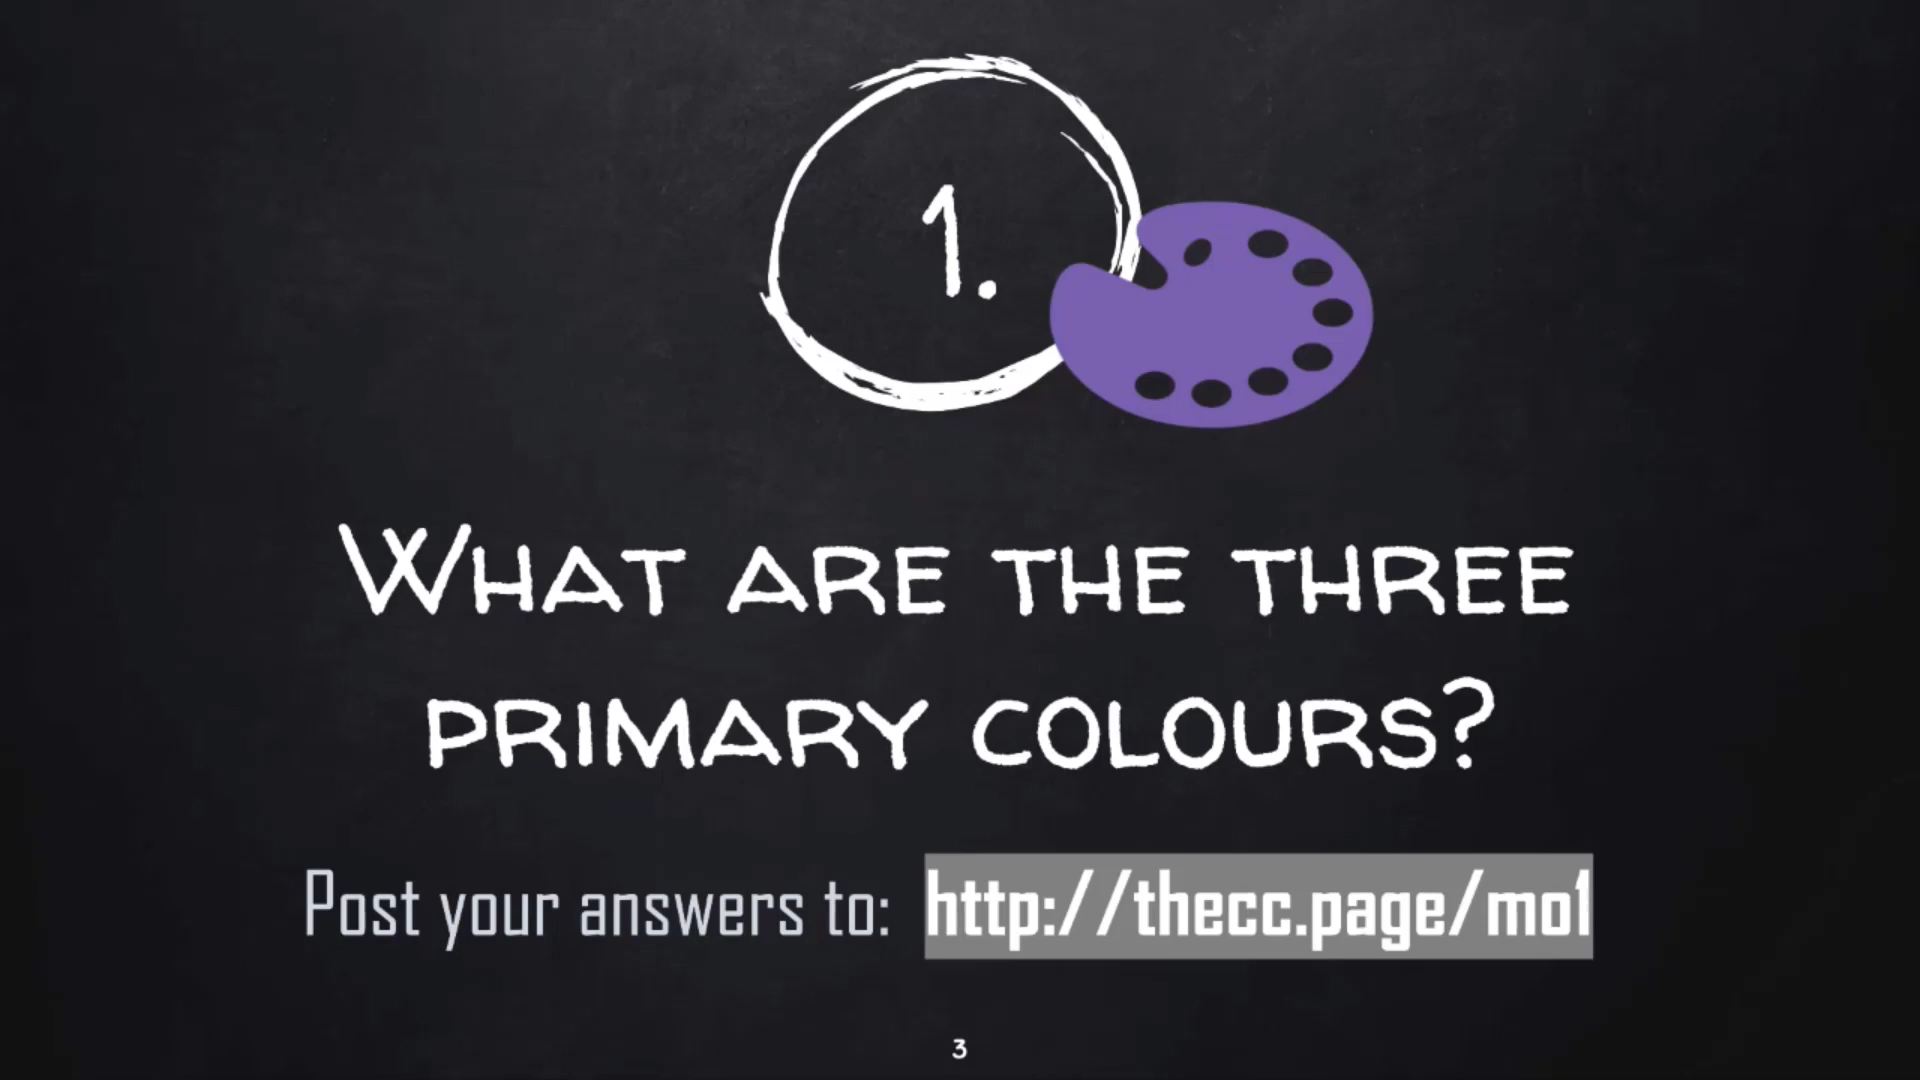 1.
What are the three
primary colours?
Post your answers to: http://thecc.page/mo1
3